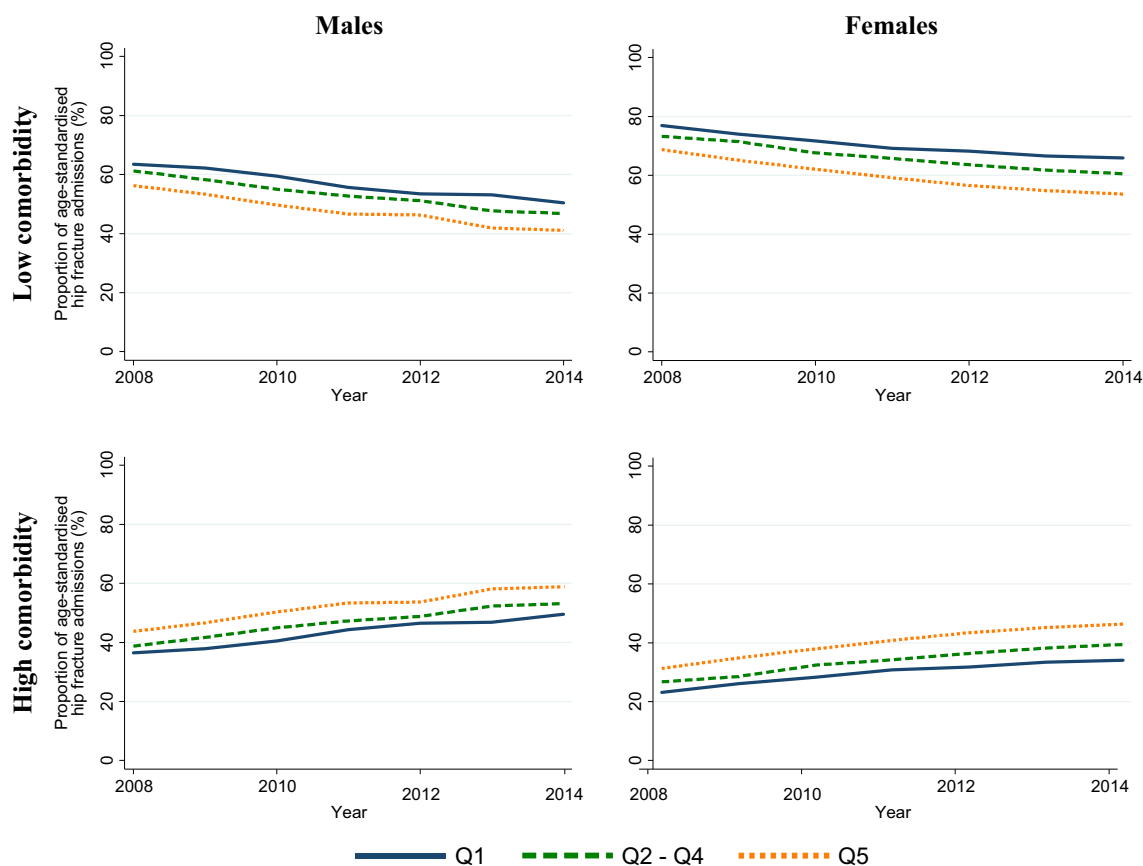 Males
Females
Low comorbidity
Proportion of age-standardised
hip fracture admissions (%)
100
80
60
40
20
0
2008
2010
2012
2014
Year
100
80
60
40
20
0
2008
2010
2012
2014
Year
High comorbidity
Proportion of age-standardised
hip fracture admissions (%)
100
80
60
40
20
0
2008
2010
2012
2014
Year
100
80
60
40
20
0
2008
2010
2012
2014
Year
Q1
Q2 - Q4
Q5